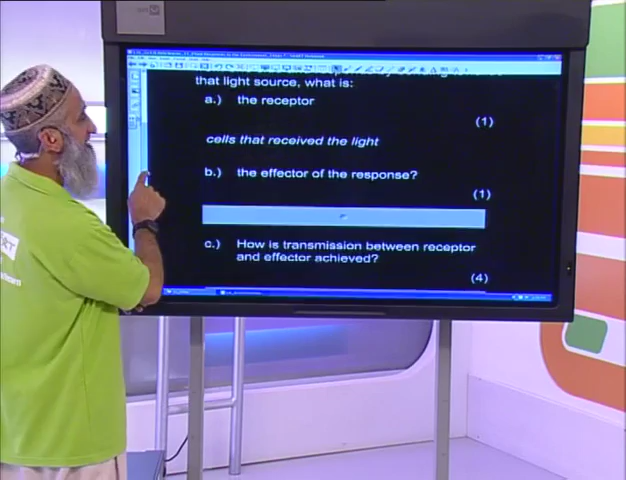 that light source, what is:
a.) the receptor
(1)
cells that received the light
b.) the effector of the response?
(1)
c.) How is transmission between receptor
and effector achieved?
(4)